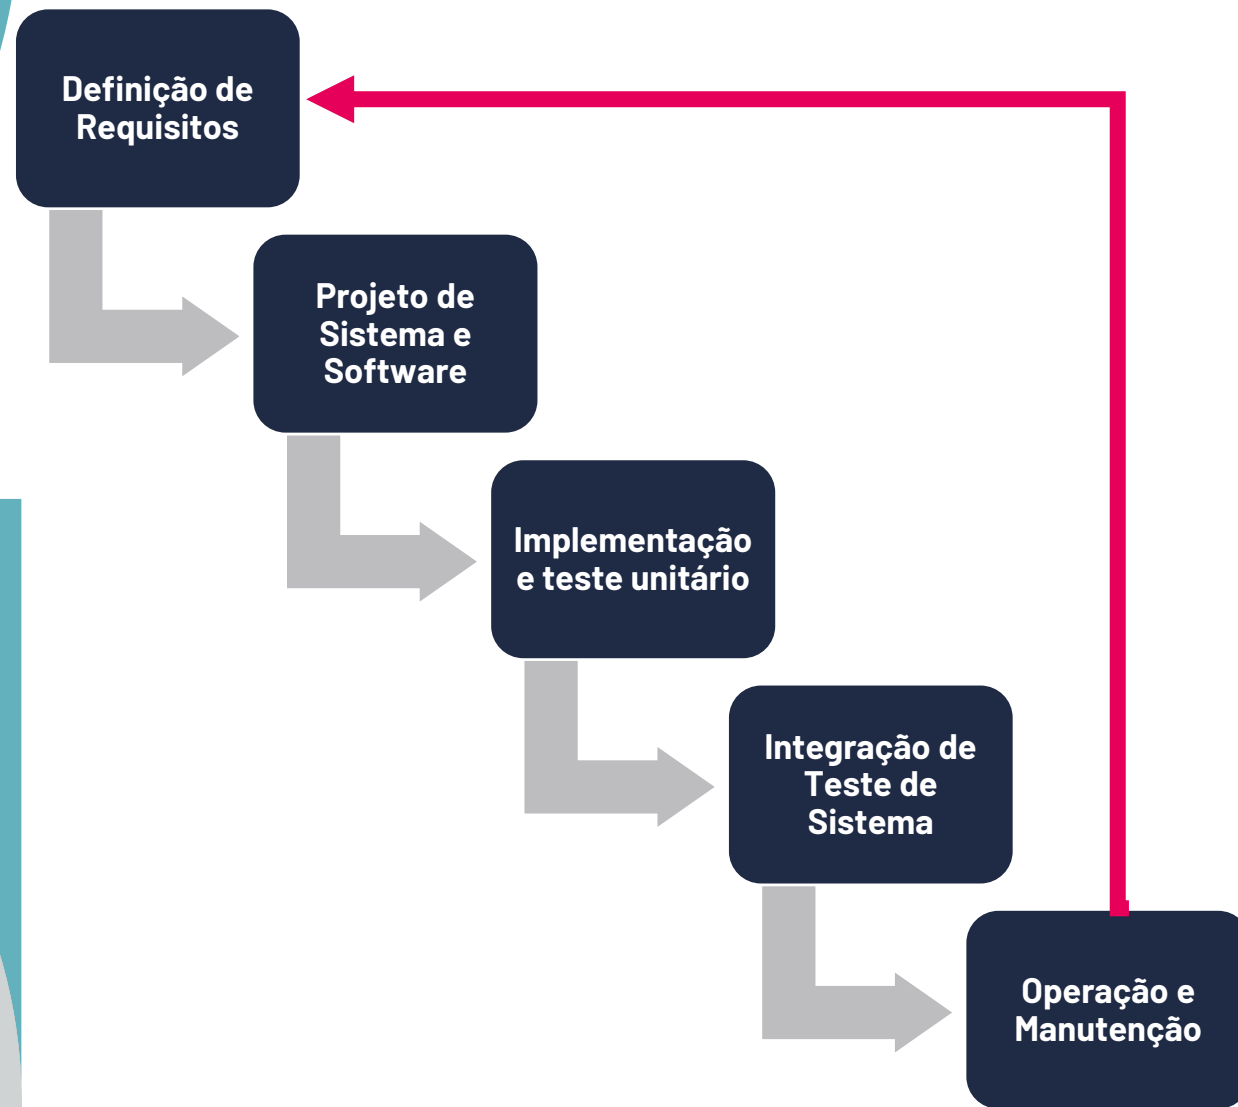 Definição de
Requisitos
Projeto de
Sistema e
Software
Implementação
e teste unitário
Integração de
Teste de
Sistema
Operação e
Manutenção